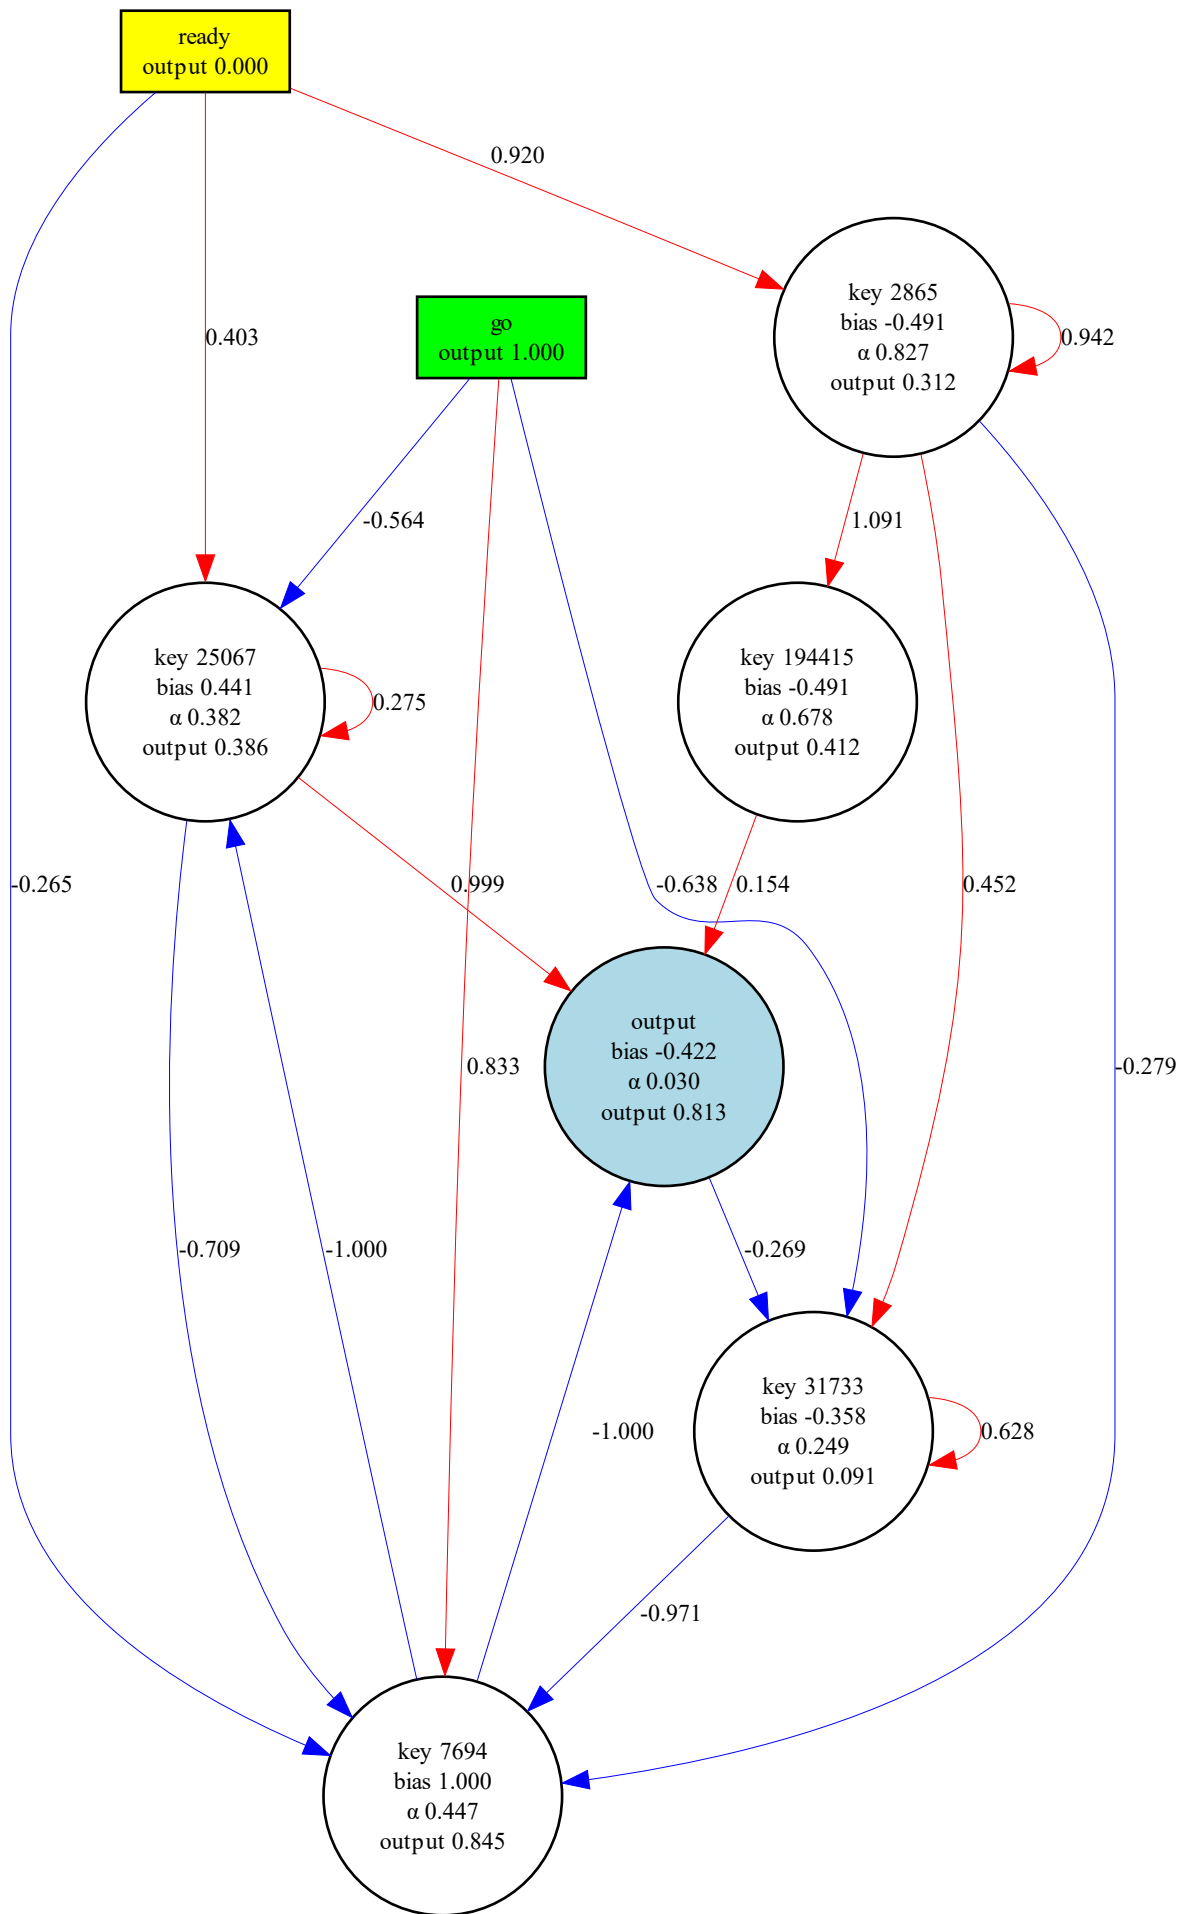 ready
output 0.000
0.920
key 2865
bias -0.491
α 0.827
output 0.312
0.942
0.403
go
output 1.000
-0.564
1.091
key 25067
bias 0.441
α 0.382
output 0.386
0.275
key 194415
bias -0.491
α 0.678
output 0.412
-0.265
0.999
-0.638
0.154
0.452
output
bias -0.422
α 0.030
output 0.813
0.833
-0.279
-0.709
-1.000
-0.269
-1.000
key 31733
bias -0.358
α 0.249
output 0.091
0.628
-0.971
key 7694
bias 1.000
α 0.447
output 0.845